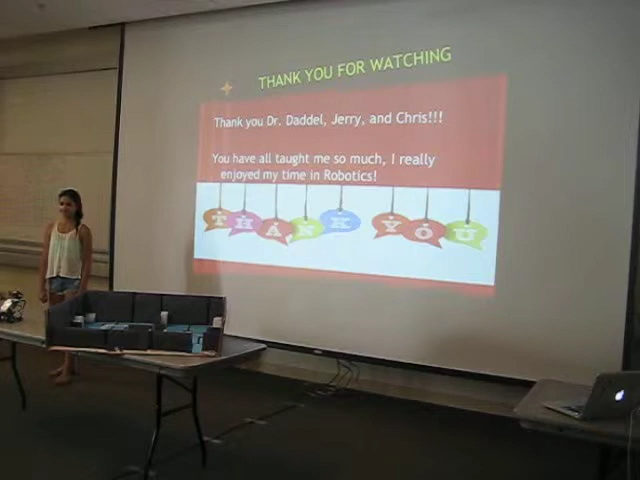 THANK YOU FOR WATCHING
Thank you Dr. Daddel, Jerry, and Chris!!!
You have all taught me so much, I really
enjoyed my time in Robotics!
THANK YOU